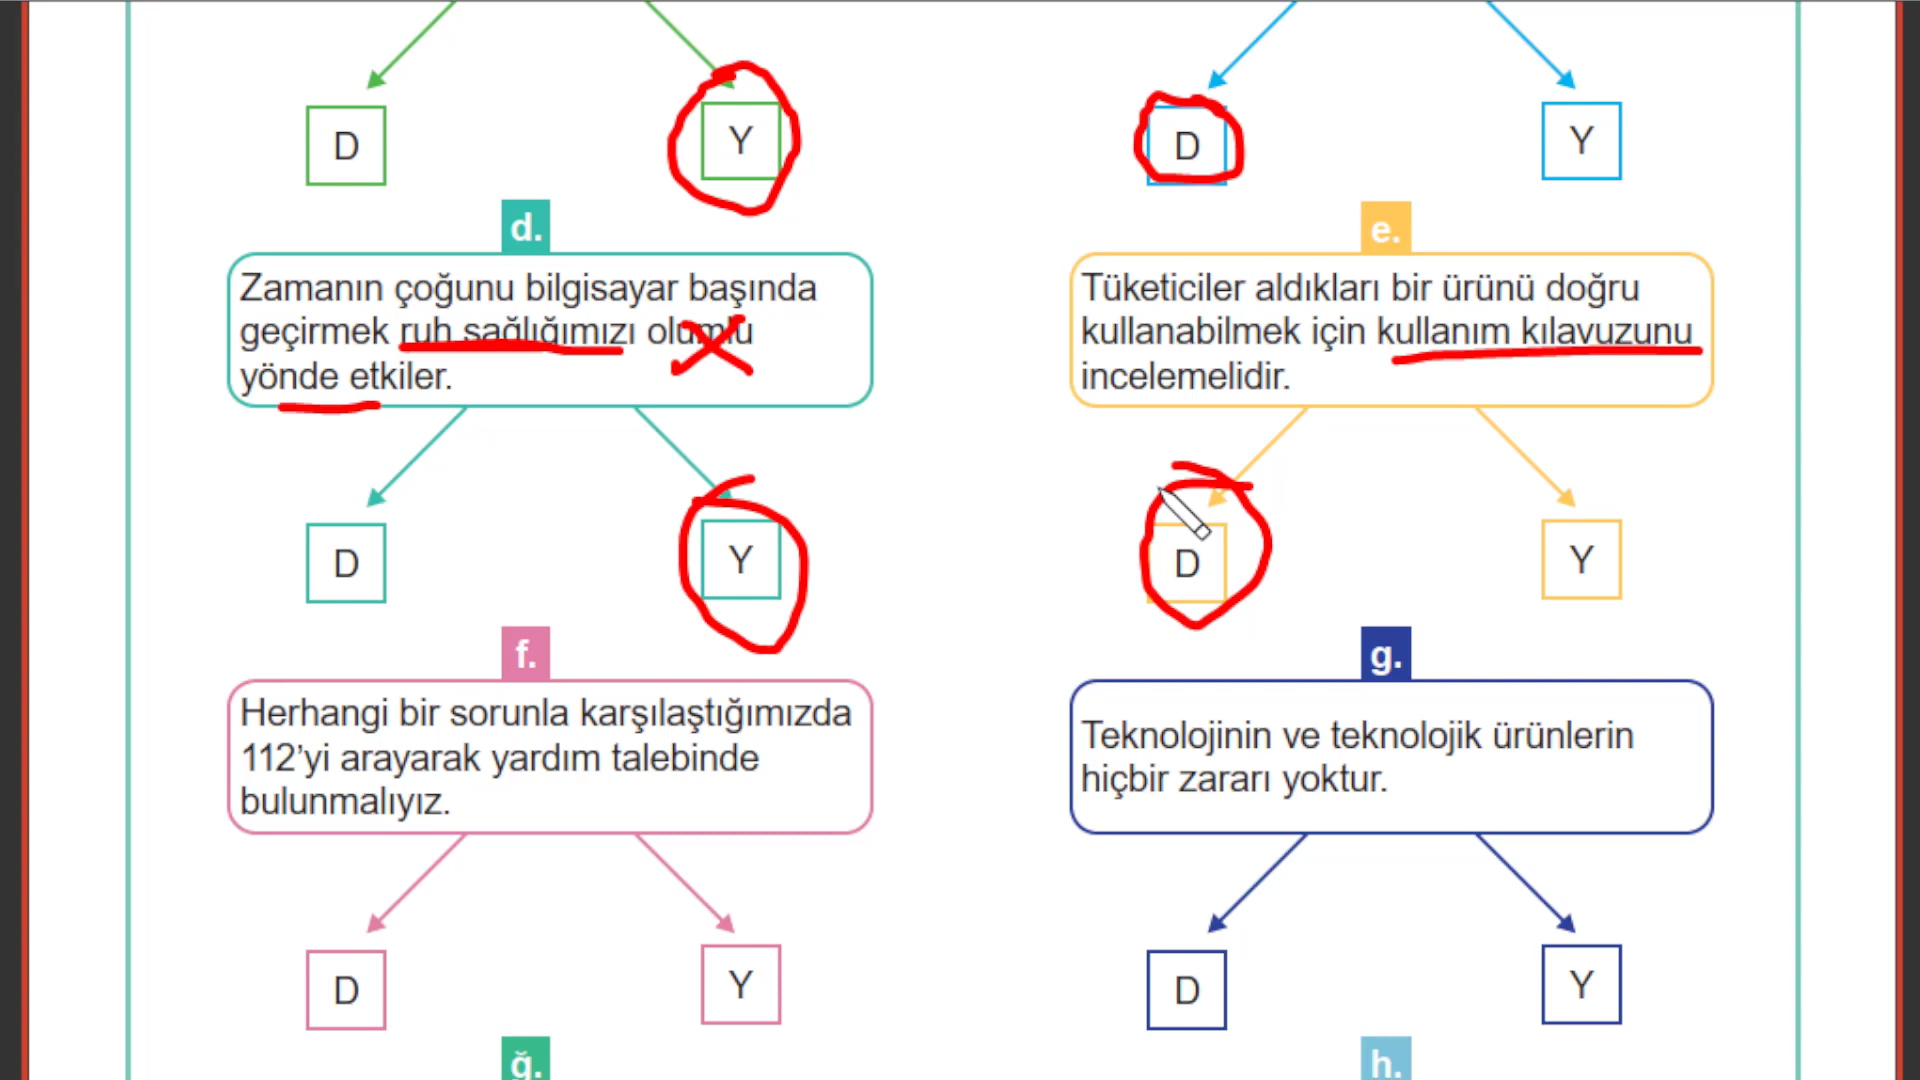 D
Y
D
Y
d.
Zamanın çoğunu bilgisayar başında
geçirmek ruh sağlığımızı olumlu
yönde etkiler.
D
Y
e.
Tüketiciler aldıkları bir ürünü doğru
kullanabilmek için kullanım kılavuzunu
incelemelidir.
D
Y
f.
Herhangi bir sorunla karşılaştığımızda
112’yi arayarak yardım talebinde
bulunmalıyız.
D
Y
g.
Teknolojinin ve teknolojik ürünlerin
hiçbir zararı yoktur.
D
Y
ğ.
h.